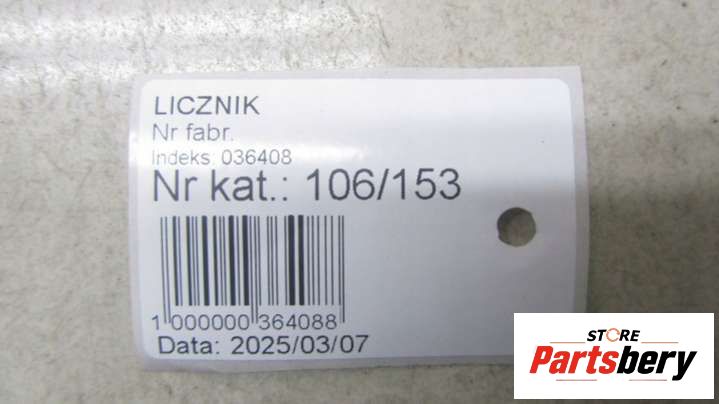 LICZNIK
Nr fabr.
Indeks: 036408
Nr kat.: 106/153
1 000000 364088
Data: 2025/03/07
STORE
Partsbery